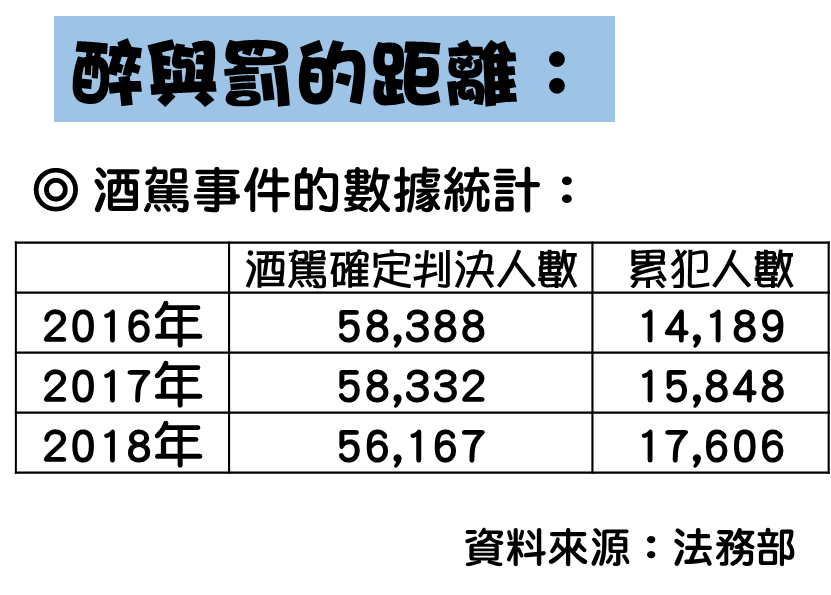 醉與罰的距離：
◎ 酒駕事件的數據統計：
酒駕確定判決人數 累犯人數
2016年 58,388 14,189
2017年 58,332 15,848
2018年 56,167 17,606
資料來源：法務部